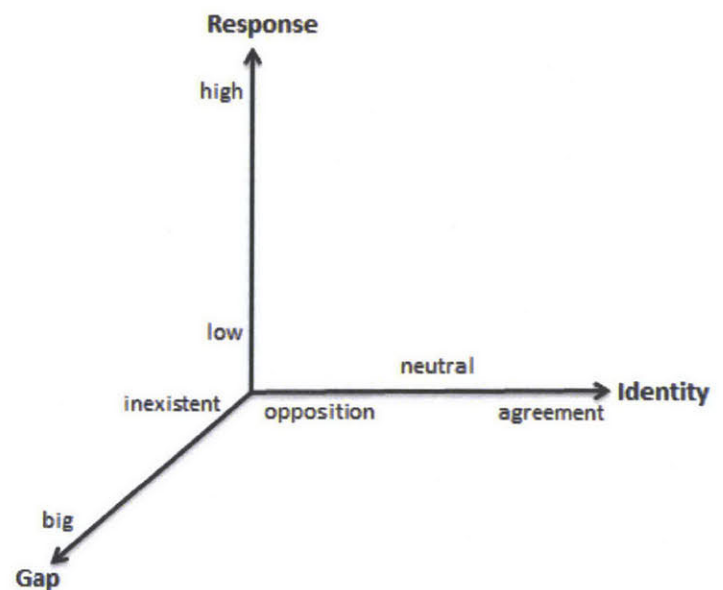 Response
high
low
neutral
Identity
inexistent
opposition
agreement
big
Gap